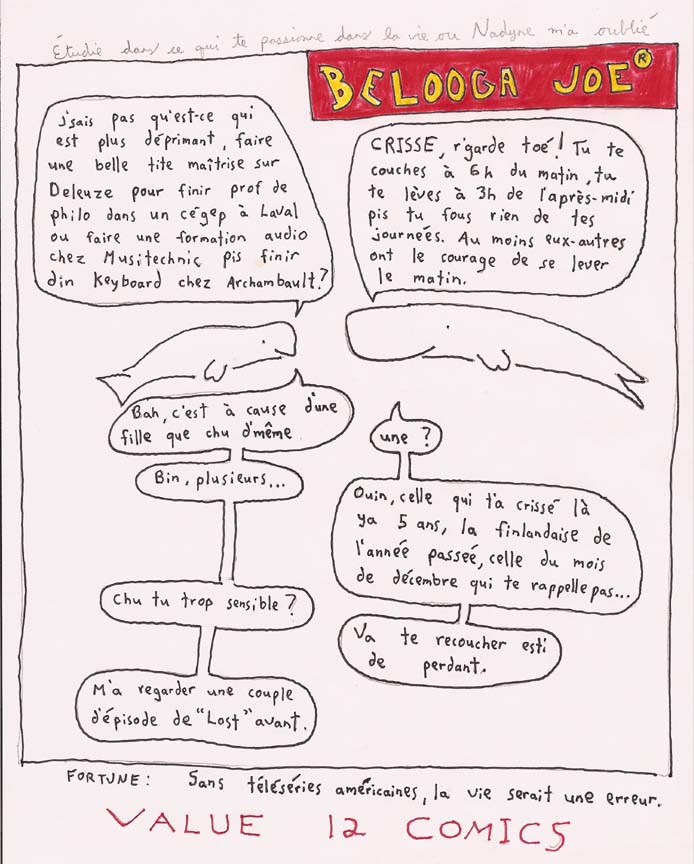 Étudie dans ce qui te passionne dans la vie ou Nadyne m'a oublié
BELOOGA JOE®
J'sais pas qu'est-ce qui
est plus déprimant, faire
une belle tite maîtrise sur
Deleuze pour finir prof de
philo dans un cégep à Laval
ou faire une formation audio
chez Musitechnic pis finir
din Keyboard chez Archambault?
CRISSE, r'garde toé! Tu te
couches à 6h du matin, tu
te lèves à 3h de l'après-midi
pis tu fous rien de tes
journées. Au moins eux-autres
ont le courage de se lever
le matin.
Bah, c'est à cause d'une
fille que chu d'même.
une ?
Bin, plusieurs...
Ouin, celle qui t'a crissé là
ya 5 ans, la finlandaise de
l'année passeé, celle du mois
de décembre qui te rappelle pas...
Chu tu trop sensible ?
Va te recoucher esti
de perdant.
M'a regarder une couple
d'épisode de "Lost" avant.
FORTUNE: Sans téléséries américaines, la vie serait une erreur.
VALUE 12 COMICS